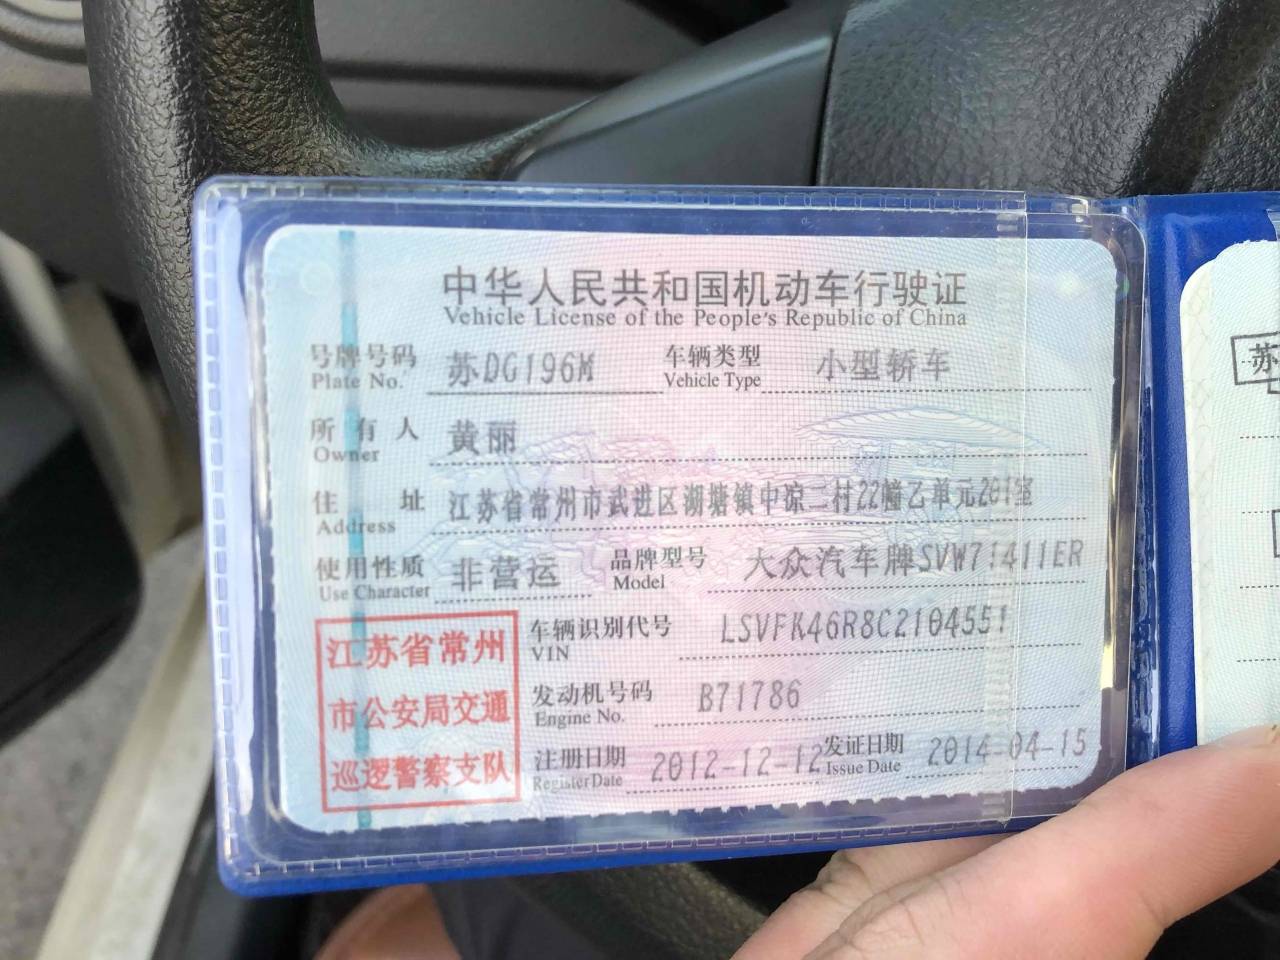 中华人民共和国机动车行驶证
Vehicle License of the People's Republic of China
号牌号码 苏DG196M 车辆类型 小型轿车
Plate No. Vehicle Type
所有人 黄丽
Owner
住址 江苏省常州市武进区湖塘镇中凉二村22幢乙单元201室
Address
使用性质 非营运 品牌型号 大众汽车牌SVW71411ER
Use Character Model
江苏省常州
市公安局交通
巡逻警察支队
车辆识别代号 LSVFK46R8C2104551
VIN
发动机号码 B71786
Engine No.
注册日期 2012-12-12 发证日期 2014-04-15
Register Date Issue Date
苏